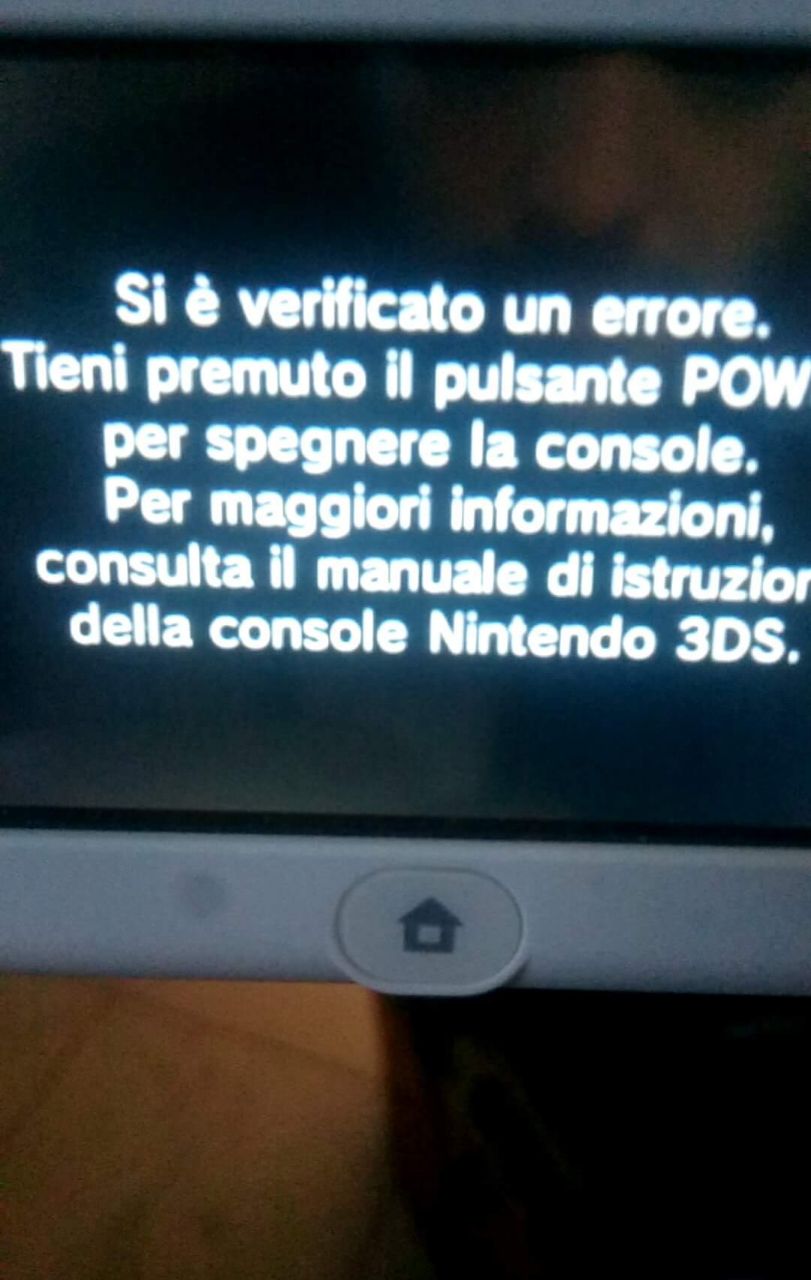 Si è verificato un errore.
Tieni premuto il pulsante POW
per spegnere la console.
Per maggiori informazioni,
consulta il manuale di istruzion
della console Nintendo 3DS.